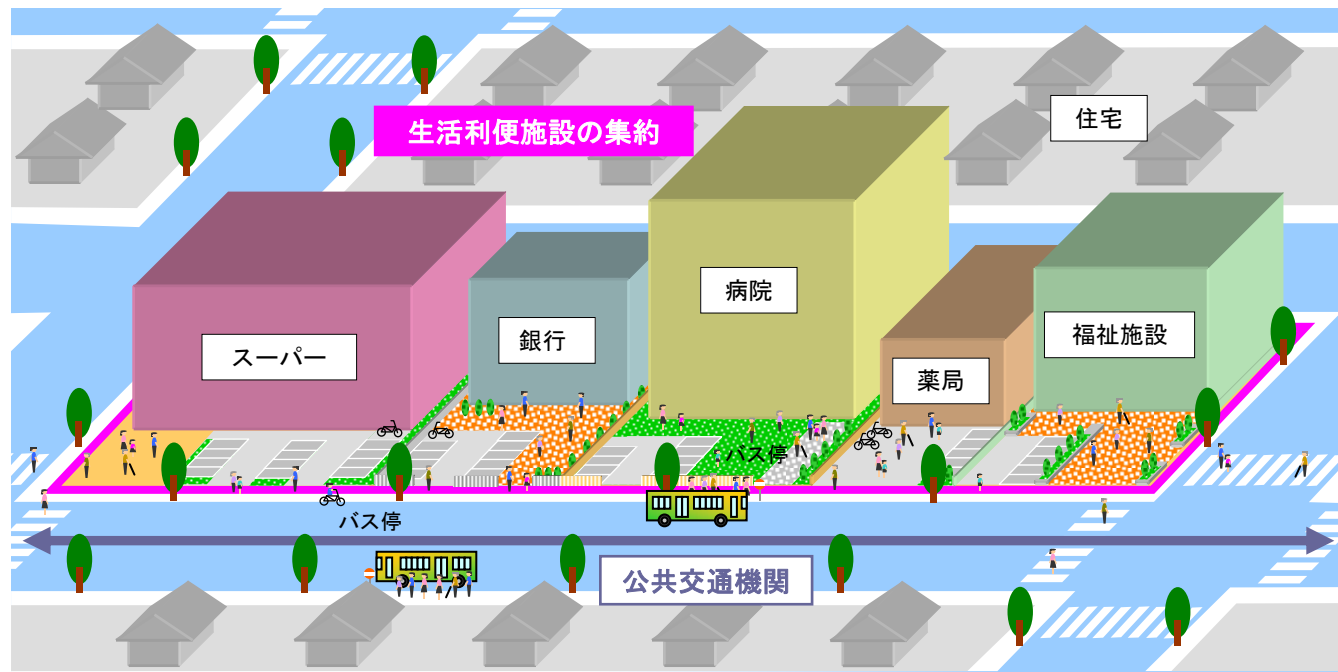 生活利便施設の集約
住宅
病院
銀行
スーパー
福祉施設
薬局
バス停
バス停
公共交通機関